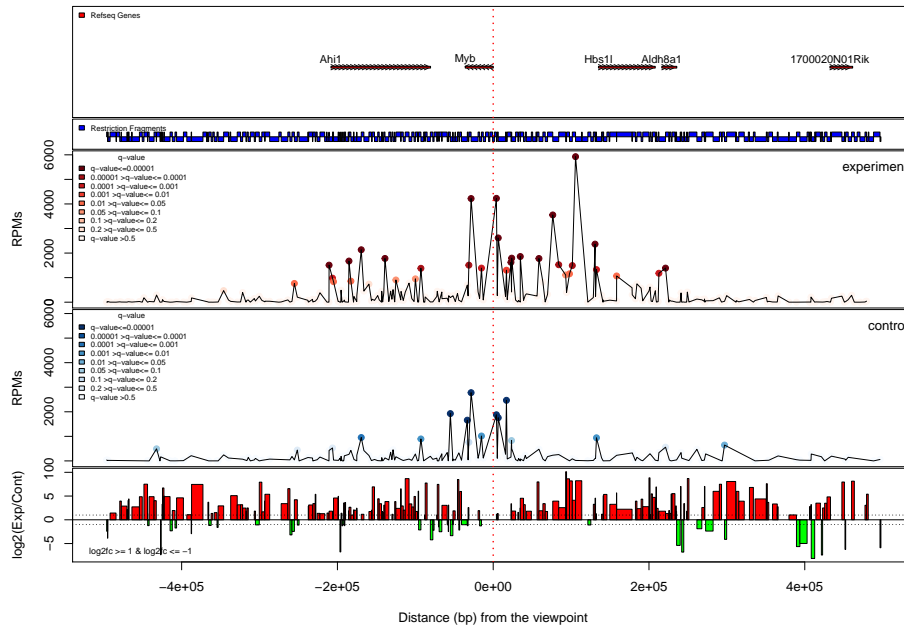 Refseq Genes
Ahi1
Myb
Hbs1l
Aldh8a1
1700020N01Rik
Restriction Fragments
experimen
RPMs
0
2000
4000
6000
q-value
q-value<=0.00001
0.00001 >q-value<= 0.0001
0.0001 >q-value<= 0.001
0.001 >q-value<= 0.01
0.01 >q-value<= 0.05
0.05 >q-value<= 0.1
0.1 >q-value<= 0.2
0.2 >q-value<= 0.5
q-value >0.5
contro
RPMs
0
2000
4000
6000
q-value
q-value<=0.00001
0.00001 >q-value<= 0.0001
0.0001 >q-value<= 0.001
0.001 >q-value<= 0.01
0.01 >q-value<= 0.05
0.05 >q-value<= 0.1
0.1 >q-value<= 0.2
0.2 >q-value<= 0.5
q-value >0.5
log2(Exp/Cont)
10
5
0
−5
log2fc >= 1 & log2fc <= −1
−4e+05
−2e+05
0e+00
2e+05
4e+05
Distance (bp) from the viewpoint